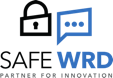 SAFE WRD
PARTNER FOR INNOVATION